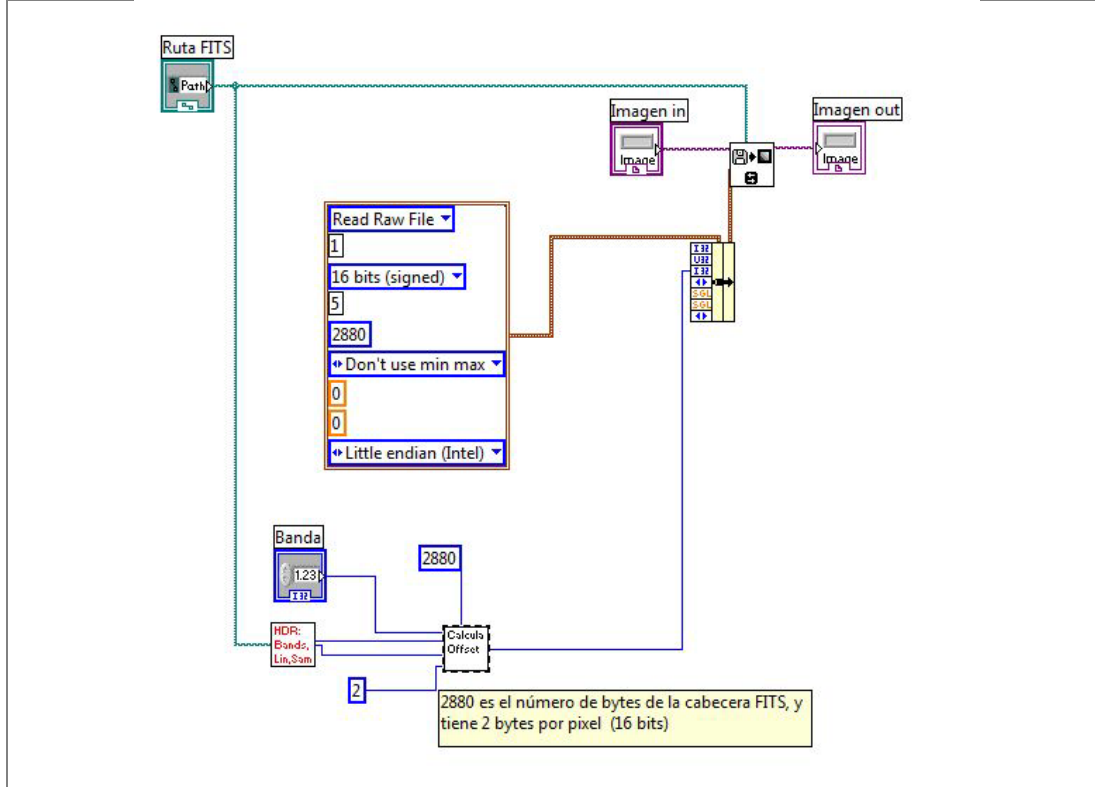 Ruta FITS
Path
Imagen in
Image
Imagen out
Image
Read Raw File
1
16 bits (signed)
5
2880
Don't use min max
0
0
Little endian (Intel)
I32
U32
I32
SGL
SGL
Banda
1.23
I32
2880
HDR:
Bands,
Lin,Sam
Calcula
Offset
2
2880 es el número de bytes de la cabecera FITS, y
tiene 2 bytes por pixel (16 bits)